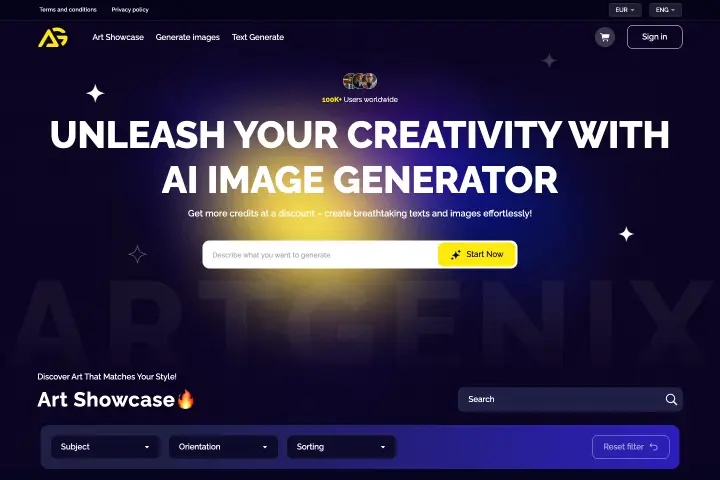 Terms and conditions Privacy policy EUR ENG
AG Art Showcase Generate images Text Generate Sign in
100K+ Users worldwide
UNLEASH YOUR CREATIVITY WITH
AI IMAGE GENERATOR
Get more credits at a discount – create breathtaking texts and images effortlessly!
Describe what you want to generate Start Now
ARTGENIX
Discover Art That Matches Your Style!
Art Showcase🔥 Search
Subject Orientation Sorting Reset filter